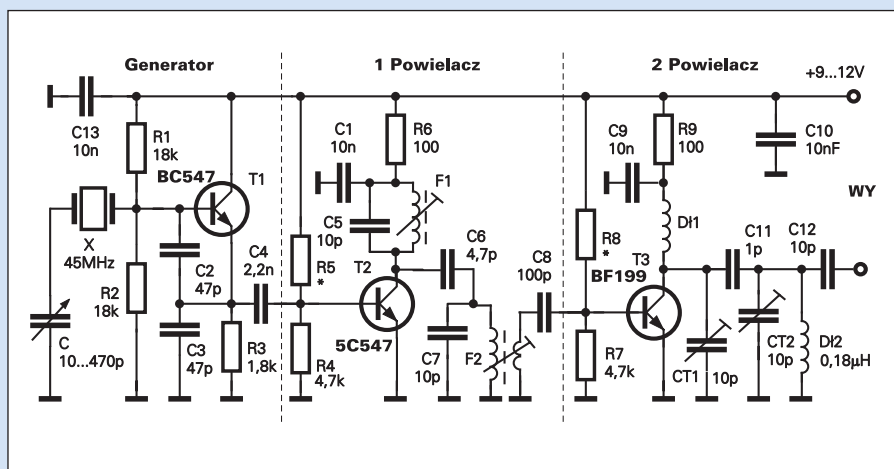 Generator
1 Powielacz
2 Powielacz
+9...12V
C13
10n
R1
18k
BC547
T1
X
45MHz
C
10...470p
R2
18k
C2
47p
C3
47p
C4
2,2n
R3
1,8k
R5
*
R4
4,7k
C1
10n
R6
100
F1
C5
10p
T2
5C547
C6
4,7p
C7
10p
F2
C8
100p
C9
10n
R9
100
R8
*
Dł1
T3
BF199
R7
4,7k
C10
10nF
WY
C11
1p
C12
10p
CT1
10p
CT2
10p
Dł2
0,18µH